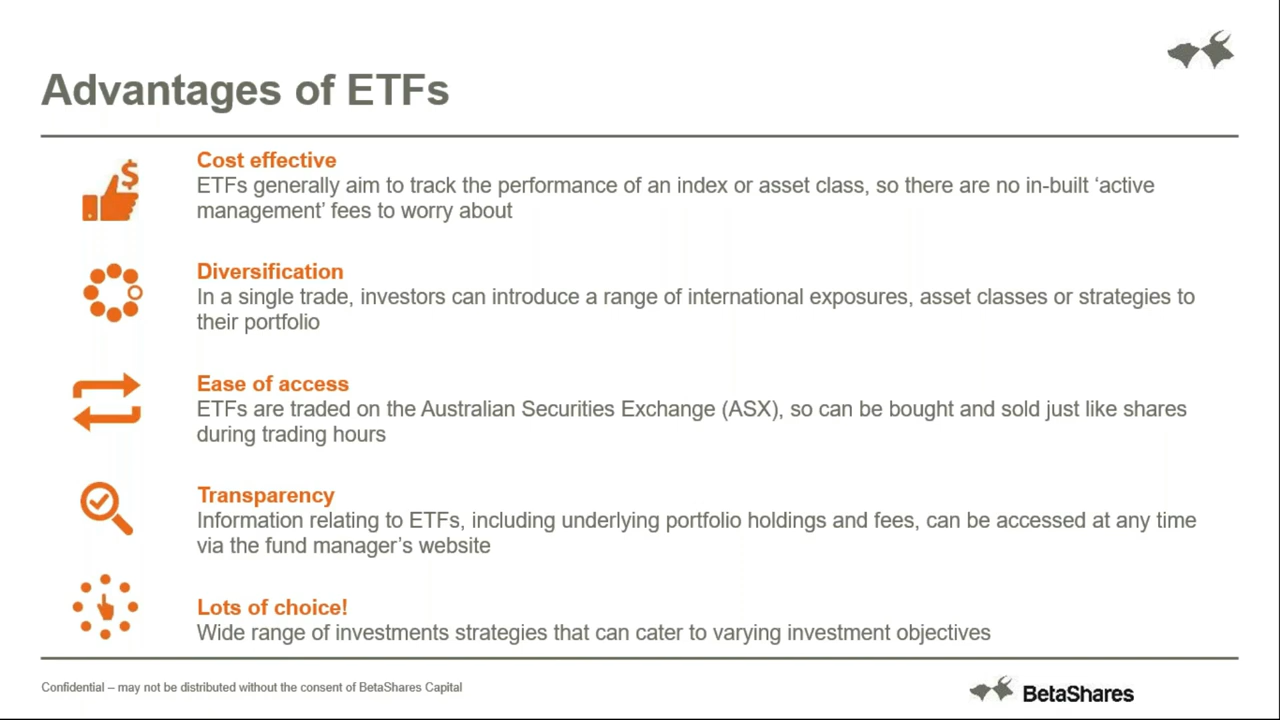 Advantages of ETFs
$
Cost effective
ETFs generally aim to track the performance of an index or asset class, so there are no in-built ‘active
management’ fees to worry about
Diversification
In a single trade, investors can introduce a range of international exposures, asset classes or strategies to
their portfolio
Ease of access
ETFs are traded on the Australian Securities Exchange (ASX), so can be bought and sold just like shares
during trading hours
Transparency
Information relating to ETFs, including underlying portfolio holdings and fees, can be accessed at any time
via the fund manager’s website
Lots of choice!
Wide range of investments strategies that can cater to varying investment objectives
Confidential – may not be distributed without the consent of BetaShares Capital
BetaShares